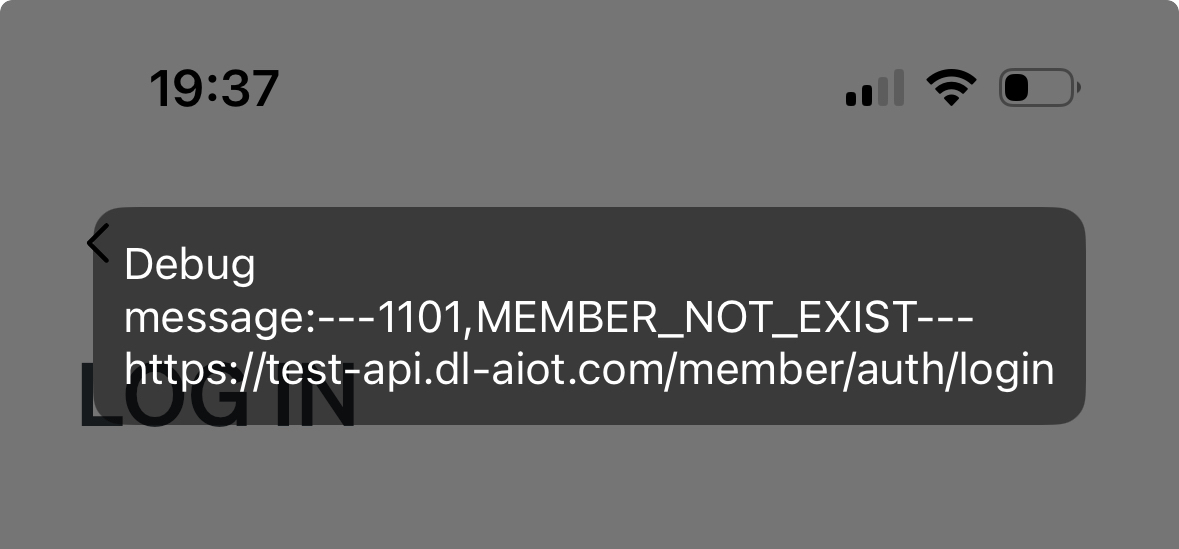 19:37
Debug
message:---1101,MEMBER_NOT_EXIST---
https://test-api.dl-aiot.com/member/auth/login
LOG IN